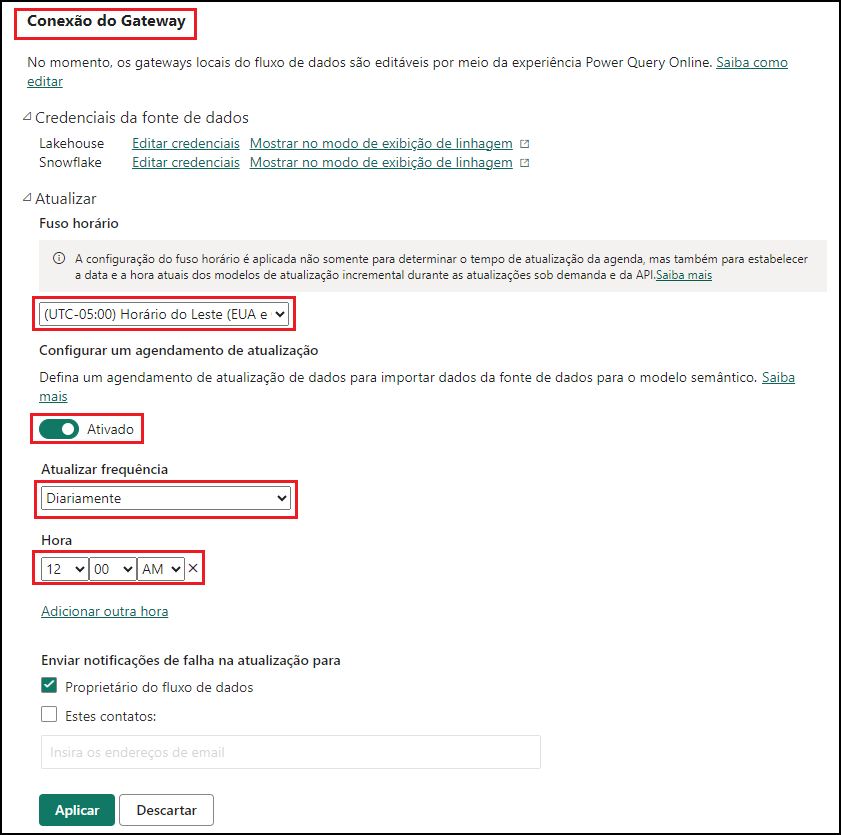 Conexão do Gateway
No momento, os gateways locais do fluxo de dados são editáveis por meio da experiência Power Query Online. Saiba como
editar
Credenciais da fonte de dados
Lakehouse Editar credenciais Mostrar no modo de exibição de linhagem
Snowflake Editar credenciais Mostrar no modo de exibição de linhagem
Atualizar
Fuso horário
A configuração do fuso horário é aplicada não somente para determinar o tempo de atualização da agenda, mas também para estabelecer
a data e a hora atuais dos modelos de atualização incremental durante as atualizações sob demanda e da API.Saiba mais
(UTC-05:00) Horário do Leste (EUA e
Configurar um agendamento de atualização
Defina um agendamento de atualização de dados para importar dados da fonte de dados para o modelo semântico. Saiba
mais
Ativado
Atualizar frequência
Diariamente
Hora
12 00 AM
Adicionar outra hora
Enviar notificações de falha na atualização para
Proprietário do fluxo de dados
Estes contatos:
Insira os endereços de email
Aplicar Descartar